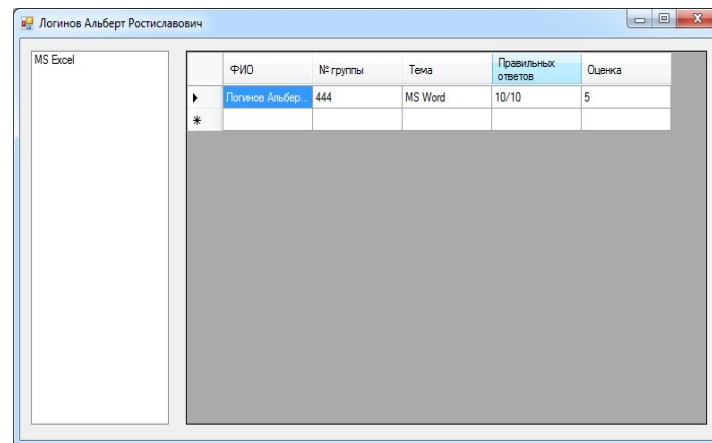 Логинов Альберт Ростиславович
MS Excel
ФИО № группы Тема Правильных ответов Оценка
Логинов Альбер... 444 MS Word 10/10 5